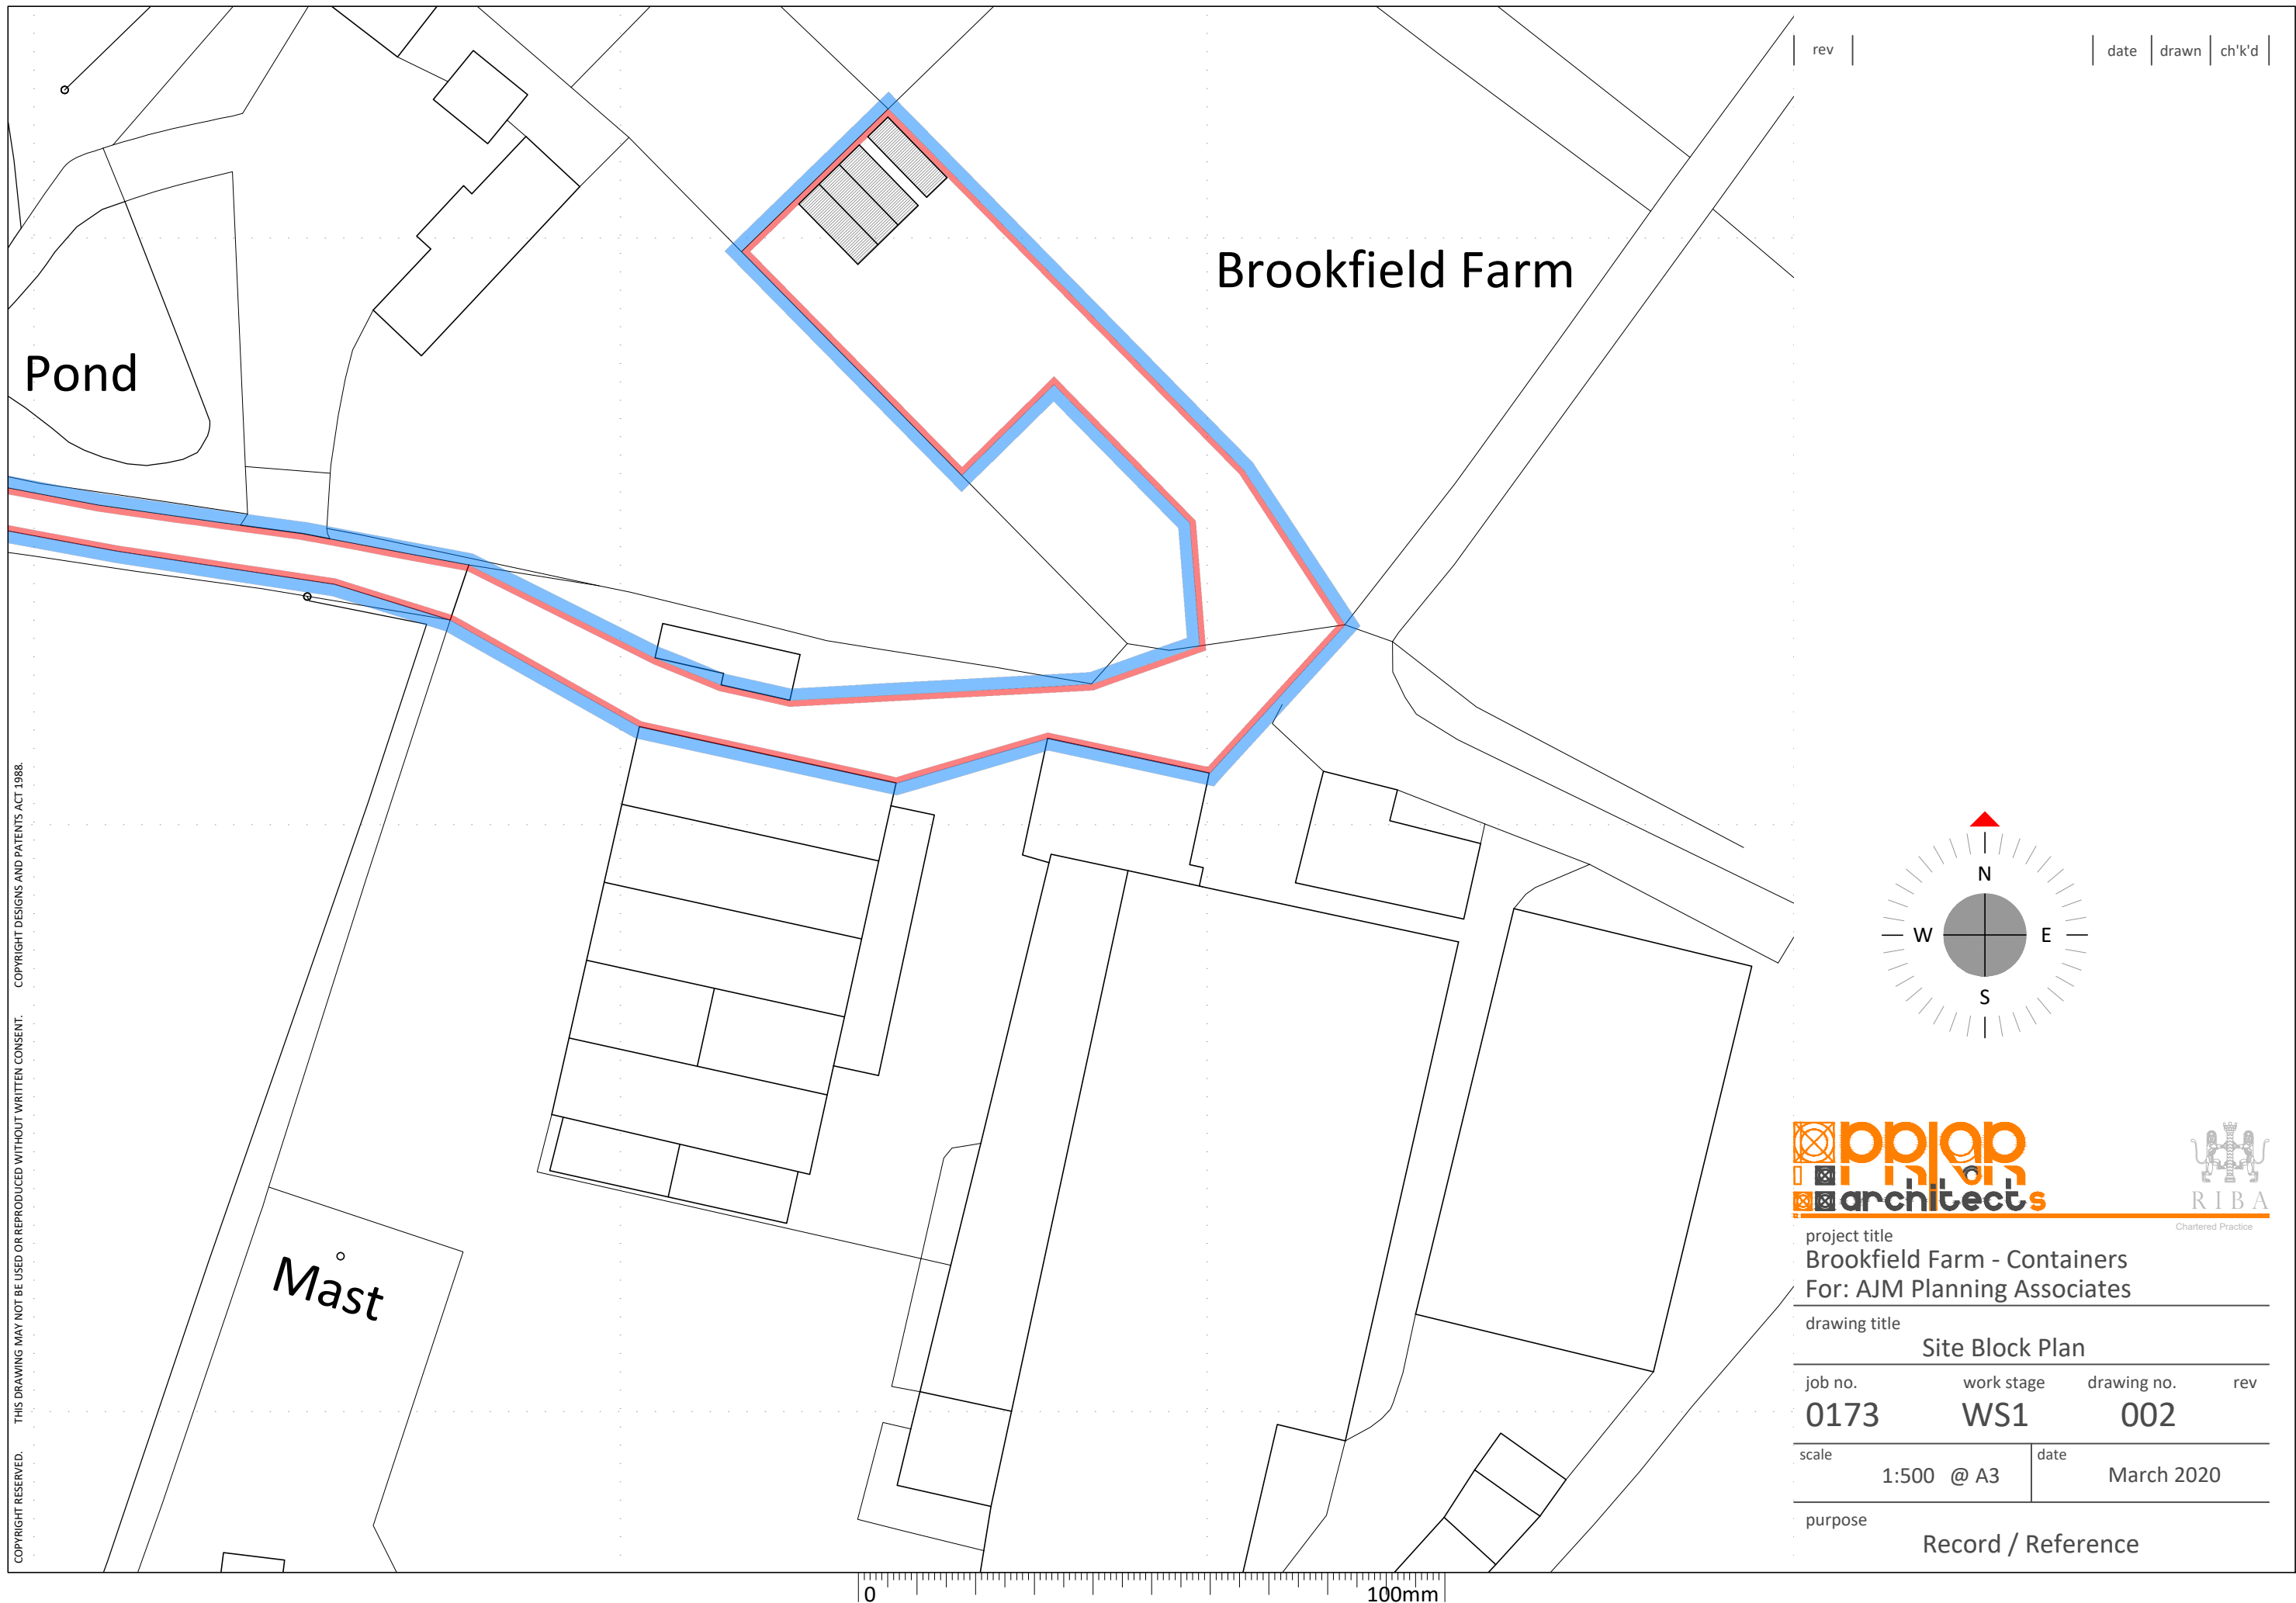 rev
date drawn ch'k'd
Brookfield Farm
Pond
Mast
COPYRIGHT RESERVED. THIS DRAWING MAY NOT BE USED OR REPRODUCED WITHOUT WRITTEN CONSENT. COPYRIGHT DESIGNS AND PATENTS ACT 1988.
N
W E
S
architects
RIBA
Chartered Practice
project title
Brookfield Farm - Containers
For: AJM Planning Associates
drawing title
Site Block Plan
job no. work stage drawing no. rev
0173 WS1 002
scale date
1:500 @ A3 March 2020
purpose
Record / Reference
0 100mm